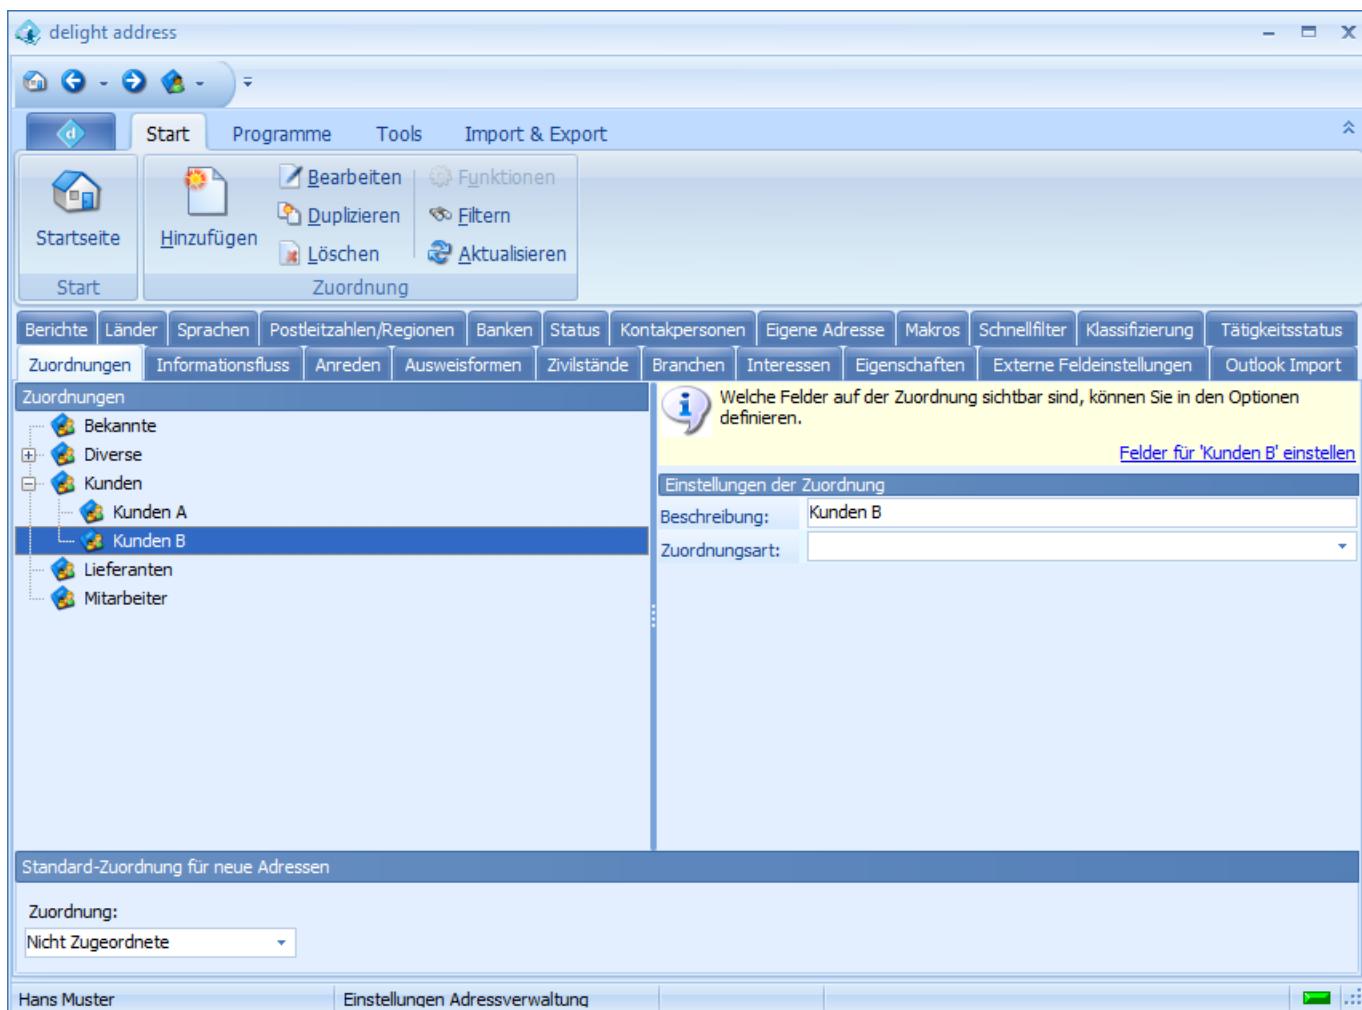 delight address
Start Programme Tools Import & Export
Startseite
Hinzufügen
Bearbeiten
Duplizieren
Löschen
Funktionen
Filtern
Aktualisieren
Start
Zuordnung
Berichte Länder Sprachen Postleitzahlen/Regionen Banken Status Kontakpersonen Eigene Adresse Makros Schnellfilter Klassifizierung Tätigkeitsstatus
Zuordnungen Informationsfluss Anreden Ausweisformen Zivilstände Branchen Interessen Eigenschaften Externe Feldeinstellungen Outlook Import
Zuordnungen
Bekannte
Diverse
Kunden
Kunden A
Kunden B
Lieferanten
Mitarbeiter
Welche Felder auf der Zuordnung sichtbar sind, können Sie in den Optionen
definieren.
Felder für 'Kunden B' einstellen
Einstellungen der Zuordnung
Beschreibung: Kunden B
Zuordnungsart:
Standard-Zuordnung für neue Adressen
Zuordnung:
Nicht Zugeordnete
Hans Muster Einstellungen Adressverwaltung